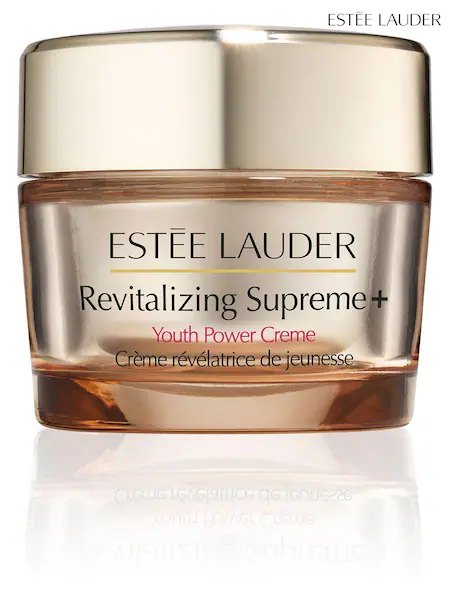 ESTĒE LAUDER
ESTĒE LAUDER
Revitalizing Supreme+
Youth Power Creme
Crème révélatrice de jeunesse